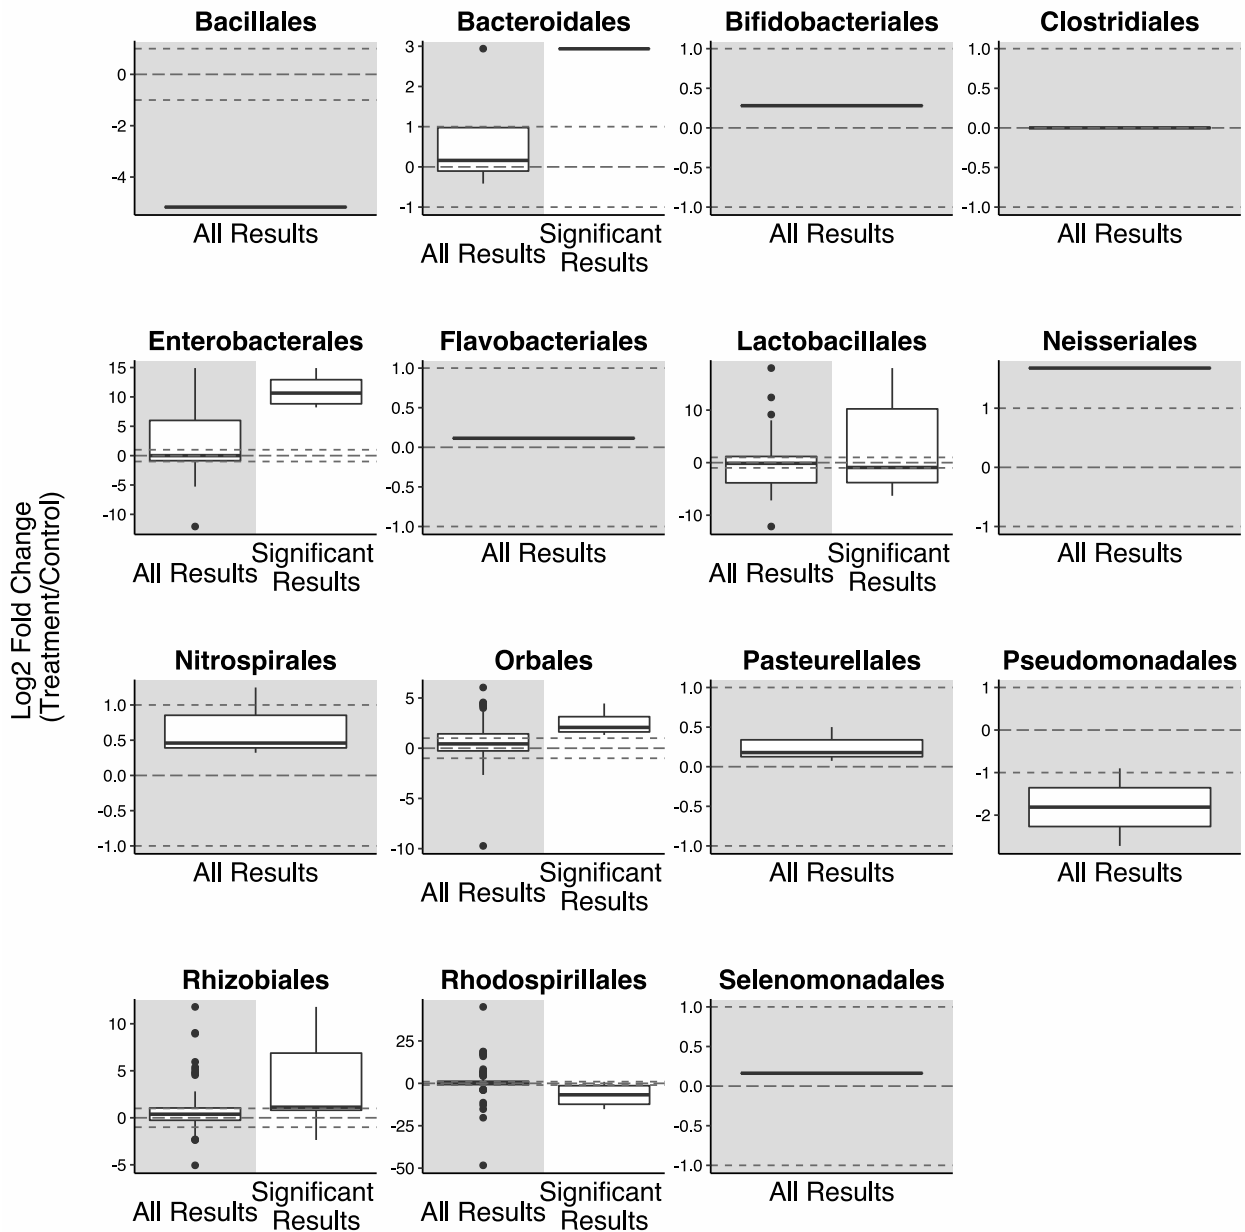 Bacillales
Bacteroidales
Bifidobacteriales
Clostridiales
0
-2
-4
3
2
1
0
-1
1.0
0.5
0.0
-0.5
-1.0
1.0
0.5
0.0
-0.5
-1.0
All Results
All Results
Significant
Results
All Results
All Results
Enterobacterales
Flavobacteriales
Lactobacillales
Neisseriales
15
10
5
0
-5
-10
1.0
0.5
0.0
-0.5
-1.0
10
0
-10
1
0
-1
All Results
Significant
Results
All Results
All Results
Significant
Results
All Results
Log2 Fold Change
(Treatment/Control)
Nitrospirales
Orbales
Pasteurellales
Pseudomonadales
1.0
0.5
0.0
-0.5
-1.0
5
0
-5
-10
1.0
0.5
0.0
-0.5
-1.0
1
0
-1
-2
All Results
All Results
Significant
Results
All Results
All Results
Rhizobiales
Rhodospirillales
Selenomonadales
10
5
0
-5
25
0
-25
-50
1.0
0.5
0.0
-0.5
-1.0
All Results
Significant
Results
All Results
Significant
Results
All Results